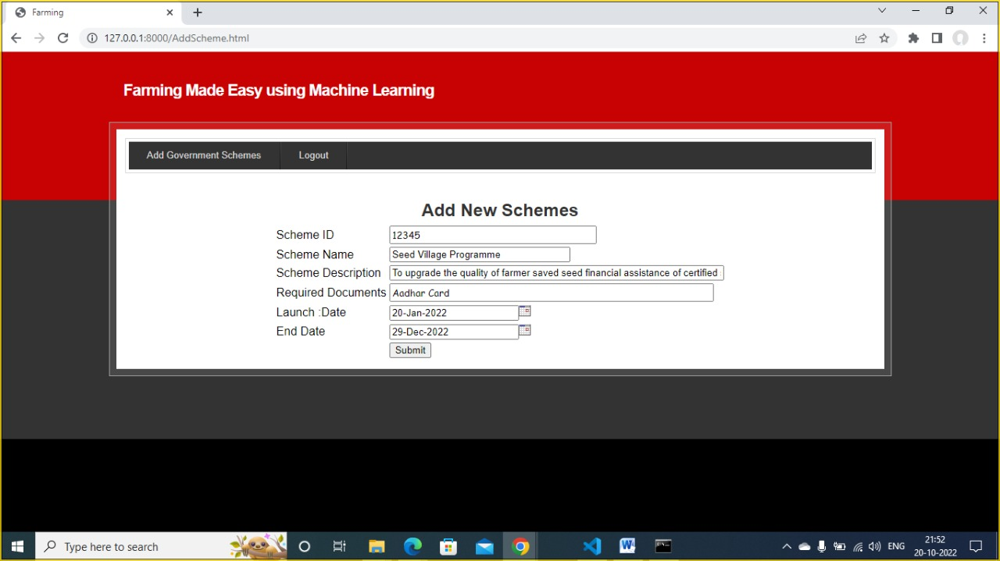 Farming
127.0.0.1:8000/AddScheme.html
Farming Made Easy using Machine Learning
Add Government Schemes Logout
Add New Schemes
Scheme ID 12345
Scheme Name Seed Village Programme
Scheme Description To upgrade the quality of farmer saved seed financial assistance of certified
Required Documents Aadhar Card
Launch :Date 20-Jan-2022
End Date 29-Dec-2022
Submit
Type here to search
ENG
21:52
20-10-2022